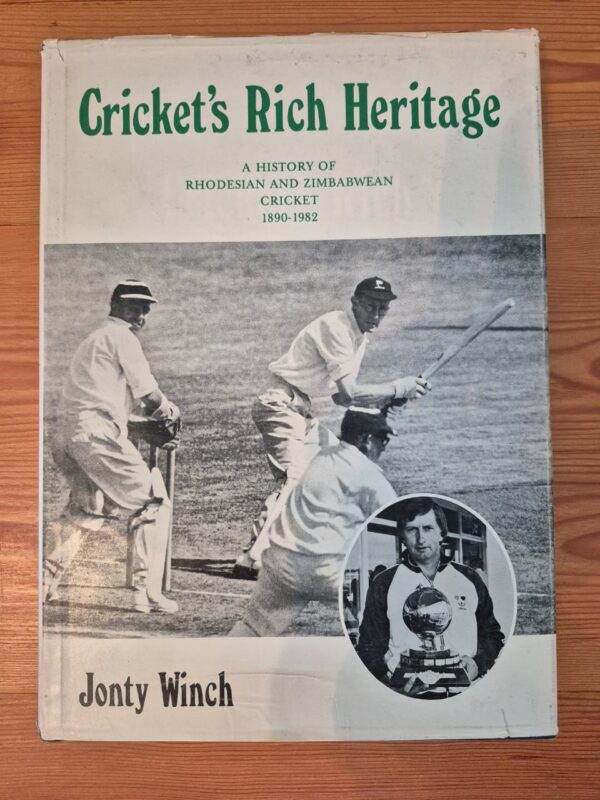 Cricket's Rich Heritage
A HISTORY OF
RHODESIAN AND ZIMBABWEAN
CRICKET
1890-1982
Jonty Winch